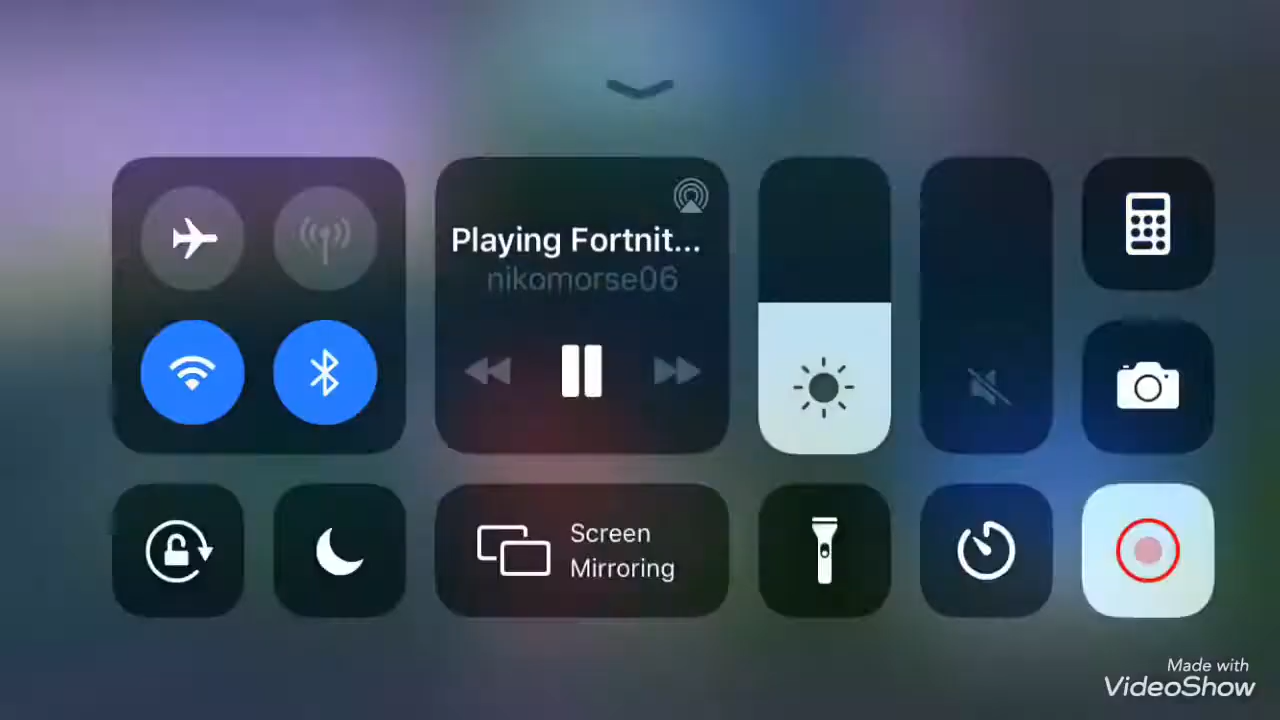 Playing Fortnit...
nikomorse06
Screen
Mirroring
Made with
VideoShow